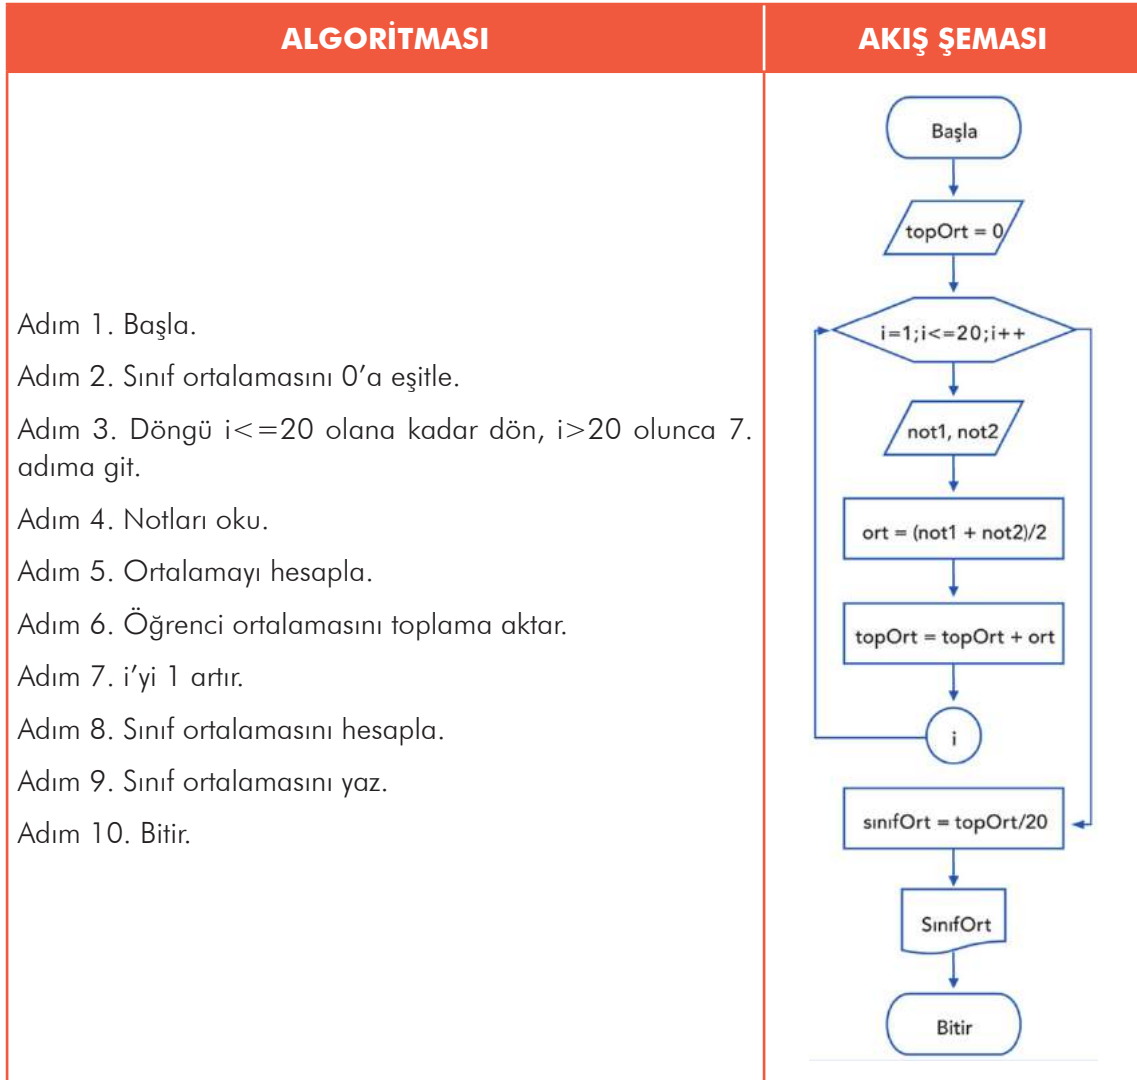 ALGORİTMASI
AKIŞ ŞEMASI
Adım 1. Başla.
Adım 2. Sınıf ortalamasını 0’a eşitle.
Adım 3. Döngü i<=20 olana kadar dön, i>20 olunca 7.
adıma git.
Adım 4. Notları oku.
Adım 5. Ortalamayı hesapla.
Adım 6. Öğrenci ortalamasını toplama aktar.
Adım 7. i’yi 1 artır.
Adım 8. Sınıf ortalamasını hesapla.
Adım 9. Sınıf ortalamasını yaz.
Adım 10. Bitir.
Başla
topOrt = 0
i=1;i<=20;i++
not1, not2
ort = (not1 + not2)/2
topOrt = topOrt + ort
i
sınıfOrt = topOrt/20
SınıfOrt
Bitir